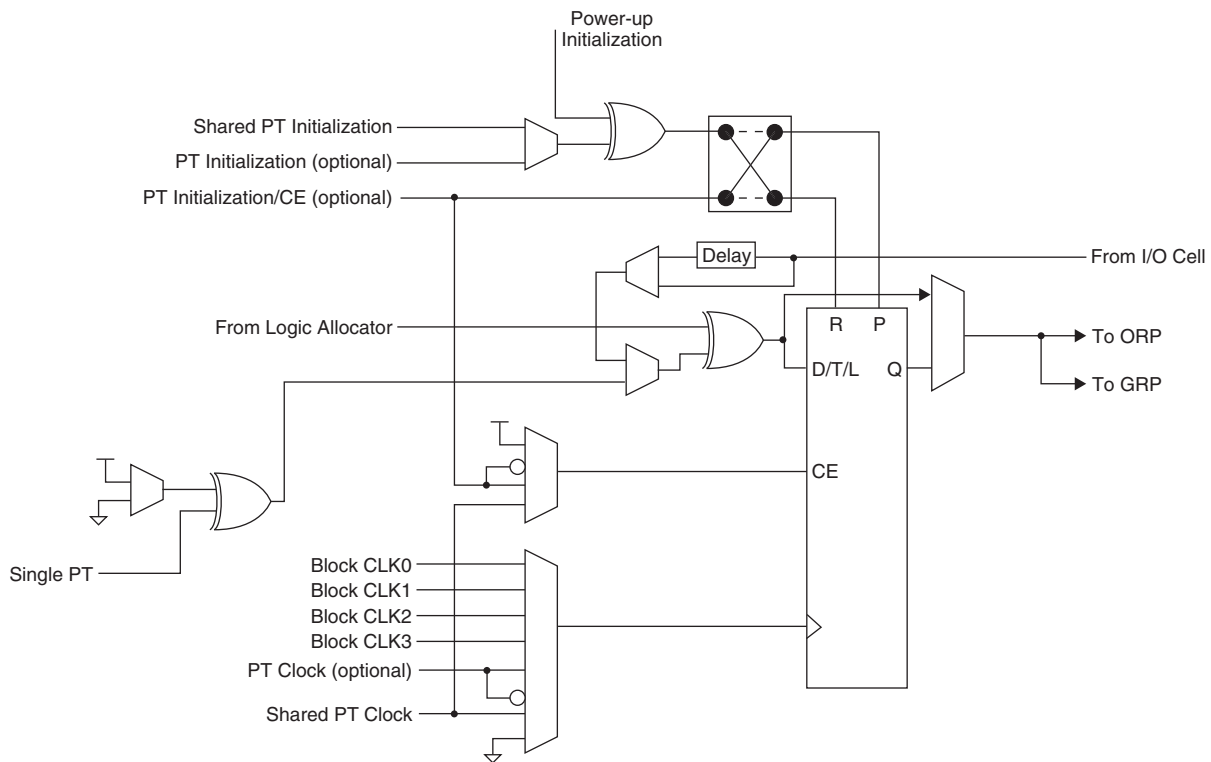 Power-up
Initialization
Shared PT Initialization
PT Initialization (optional)
PT Initialization/CE (optional)
Delay
From I/O Cell
From Logic Allocator
R
P
To ORP
D/T/L
Q
To GRP
CE
Single PT
Block CLK0
Block CLK1
Block CLK2
Block CLK3
PT Clock (optional)
Shared PT Clock